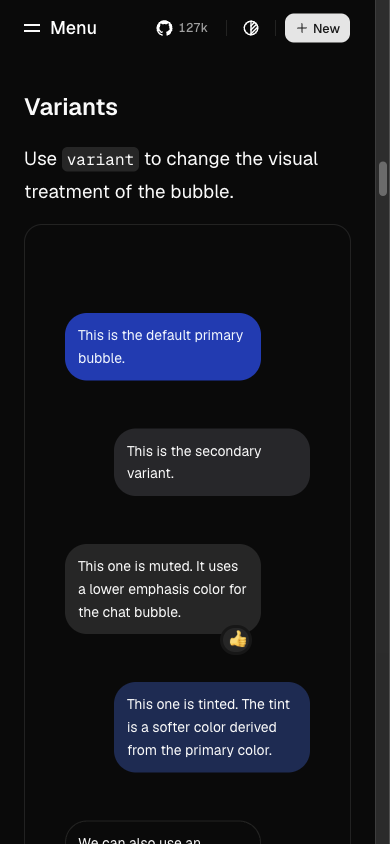 Menu
127k
+ New
Variants
Use variant to change the visual
treatment of the bubble.
This is the default primary
bubble.
This is the secondary
variant.
This one is muted. It uses
a lower emphasis color for
the chat bubble.
👍
This one is tinted. The tint
is a softer color derived
from the primary color.
We can also use an